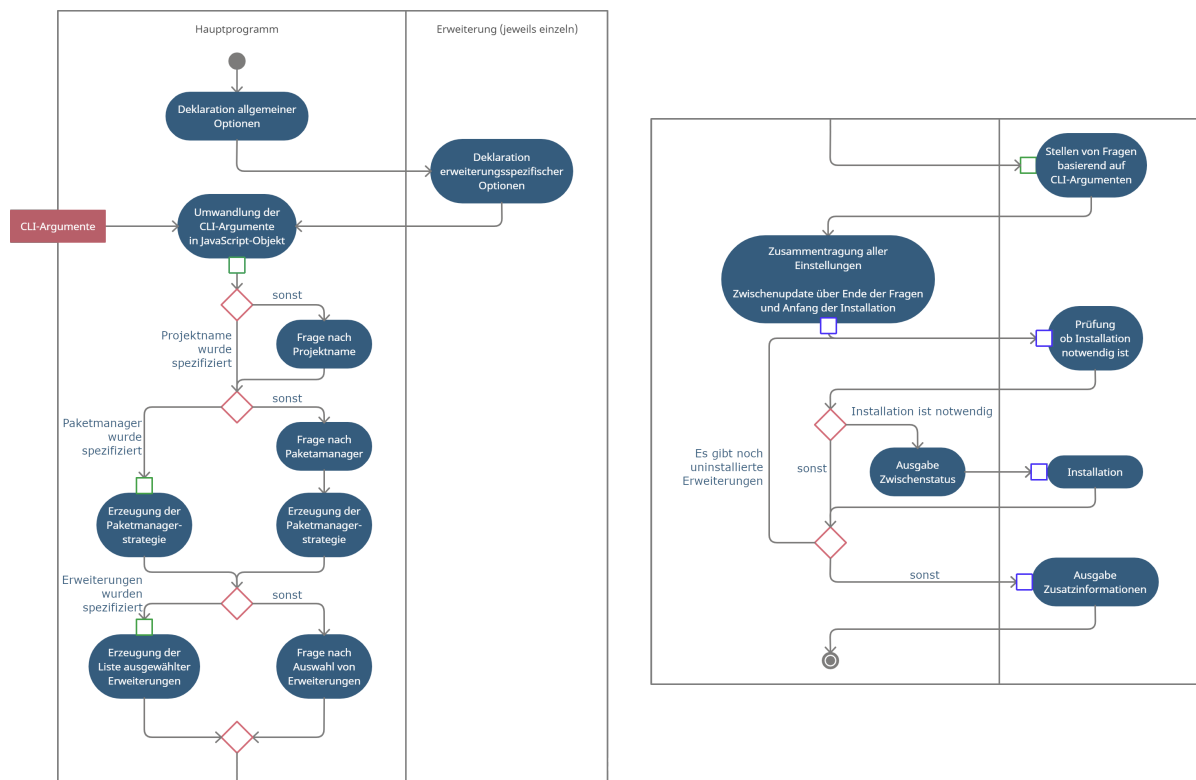 Hauptprogramm
Erweiterung (jeweils einzeln)
Deklaration allgemeiner
Optionen
Deklaration
erweiterungsspezifischer
Optionen
CLI-Argumente
Umwandlung der
CLI-Argumente
in JavaScript-Objekt
sonst
Projektname
wurde
spezifiziert
Frage nach
Projektname
sonst
Paketmanager
wurde
spezifiziert
Frage nach
Paketamanager
Erzeugung der
Paketmanager-
strategie
Erzeugung der
Paketmanager-
strategie
Erweiterungen
wurden
spezifiziert
sonst
Erzeugung der
Liste ausgewählter
Erweiterungen
Frage nach
Auswahl von
Erweiterungen
Stellen von Fragen
basierend auf
CLI-Argumenten
Zusammentragung aller
Einstellungen
Zwischenupdate über Ende der Fragen
und Anfang der Installation
Prüfung
ob Installation
notwendig ist
Installation ist notwendig
Es gibt noch
uninstallierte
Erweiterungen
sonst
Ausgabe
Zwischenstatus
Installation
sonst
Ausgabe
Zusatzinformationen